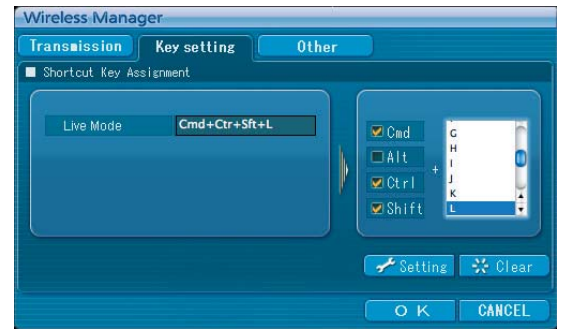 Wireless Manager
Transmission Key setting Other
Shortcut Key Assignment
Live Mode Cmd+Ctr+Sft+L
Cmd
Alt
Ctrl
Shift
+
G
H
I
J
K
L
Setting Clear
OK CANCEL